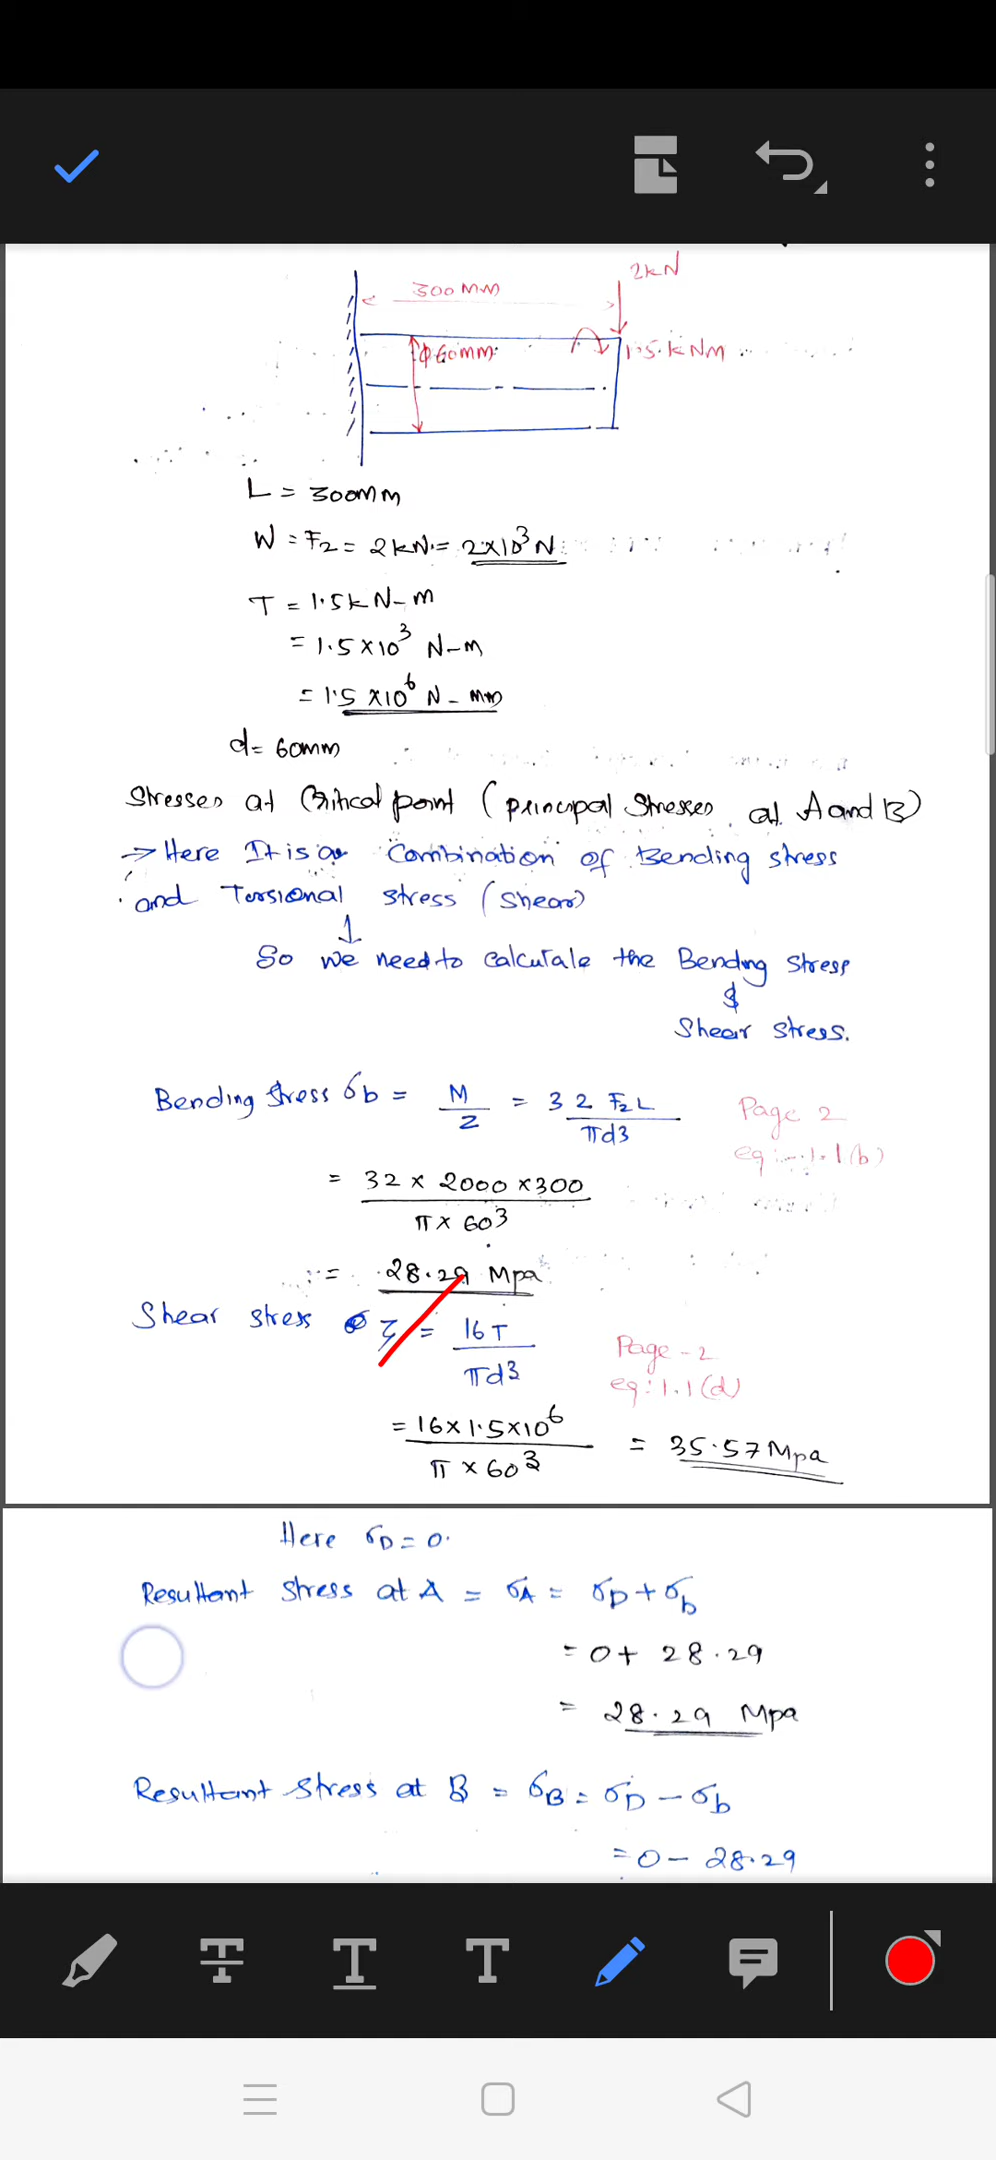 2kN
300 MM
ϕ60mm
1.5.kNM
L = 300MM
W = F2 = 2kN = 2×10³ N
T = 1.5kN-m
= 1.5×10³ N-m
= 1.5 ×10⁶ N - mm
d= 60mm
Stresses at Critical point (principal Stresses at A and B)
→ Here It is a Combination of Bending stress
and Torsional stress (Shear)
↓
So we need to calculate the Bending stress
&
Shear stress.
Bending stress σb = M/Z = 32 F2L/πd3
Page 2
eq:-1.1(b)
= 32 × 2000 ×300/π× 60³
= 28.29 Mpa
Shear stress τ = 16T/πd3
Page - 2
eq:1.1(d)
= 16×1.5×10⁶/π × 60³ = 35.57Mpa
Here σD = 0.
Resultant stress at A = σA = σD + σb
= 0 + 28.29
= 28.29 Mpa
Resultant stress at B = σB = σD - σb
= 0 - 28.29